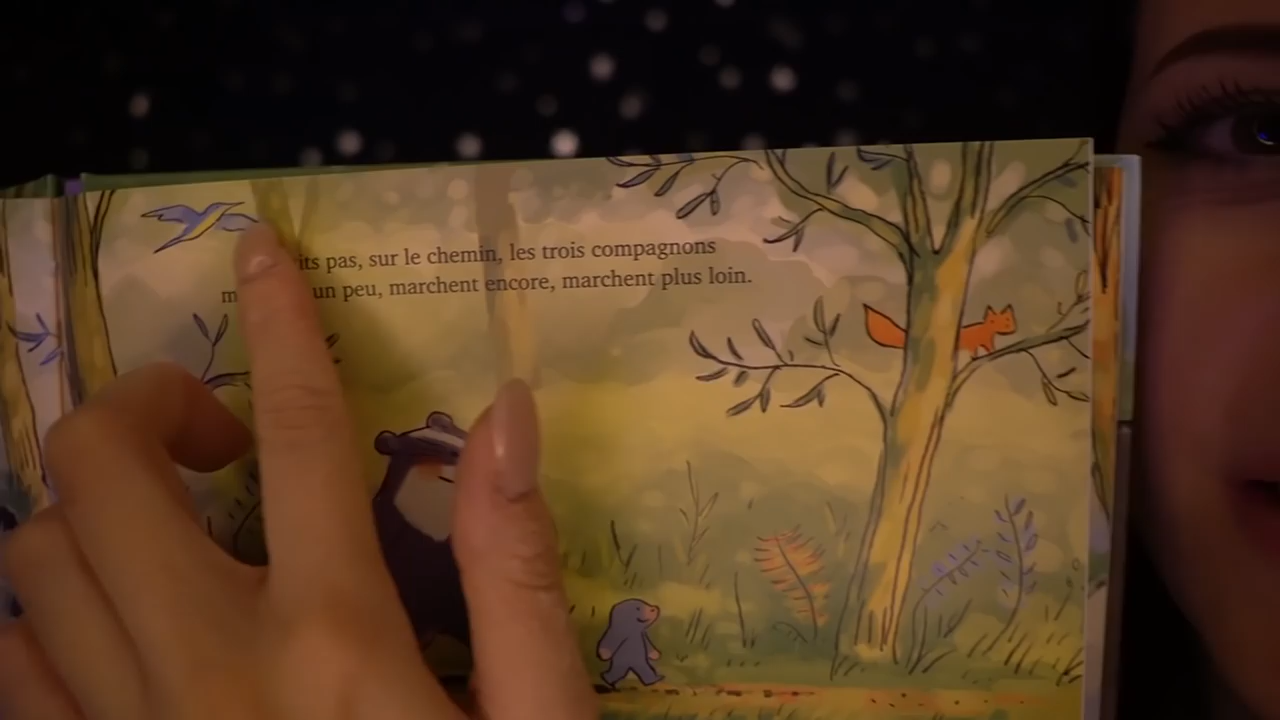 its pas, sur le chemin, les trois compagnons
m un peu, marchent encore, marchent plus loin.